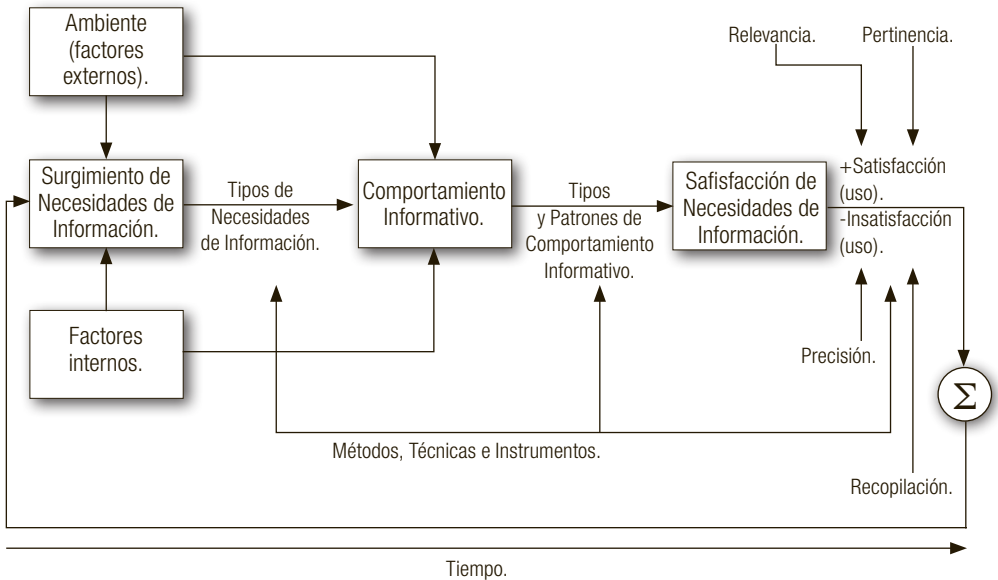 Ambiente
(factores
externos).
Relevancia.
Pertinencia.
Surgimiento de
Necesidades de
Información.
Tipos de
Necesidades
de Información.
Comportamiento
Informativo.
Tipos
y Patrones de
Comportamiento
Informativo.
Safisfacción de
Necesidades de
Información.
+Satisfacción
(uso).
-Insatisfacción
(uso).
Factores
internos.
Precisión.
Σ
Métodos, Técnicas e Instrumentos.
Recopilación.
Tiempo.